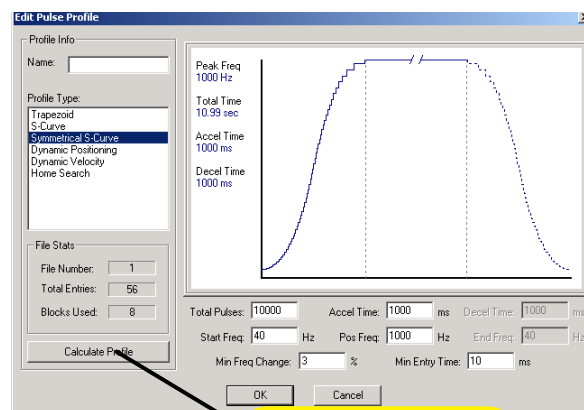 Edit Pulse Profile
Profile Info
Name:
Profile Type:
Trapezoid
S-Curve
Symmetrical S-Curve
Dynamic Positioning
Dynamic Velocity
Home Search
File Stats
File Number: 1
Total Entries: 56
Blocks Used: 8
Calculate Profile
Peak Freq
1000 Hz
Total Time
10.99 sec
Accel Time
1000 ms
Decel Time
1000 ms
Total Pulses: 10000 Accel Time: 1000 ms Decel Time: 1000 ms
Start Freq: 40 Hz Pos Freq: 1000 Hz End Freq: 40 Hz
Min Freq Change: 3 % Min Entry Time: 10 ms
OK Cancel